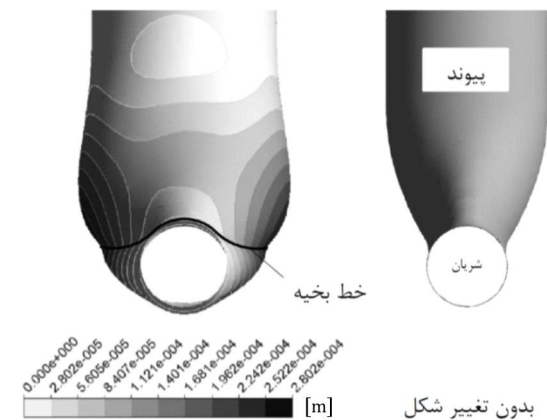 پیوند
شریان
خط بخیه
0.000e+000
2.802e-005
5.605e-005
8.407e-005
1.121e-004
1.401e-004
1.681e-004
1.962e-004
2.242e-004
2.522e-004
2.802e-004
[m]
بدون تغییر شکل